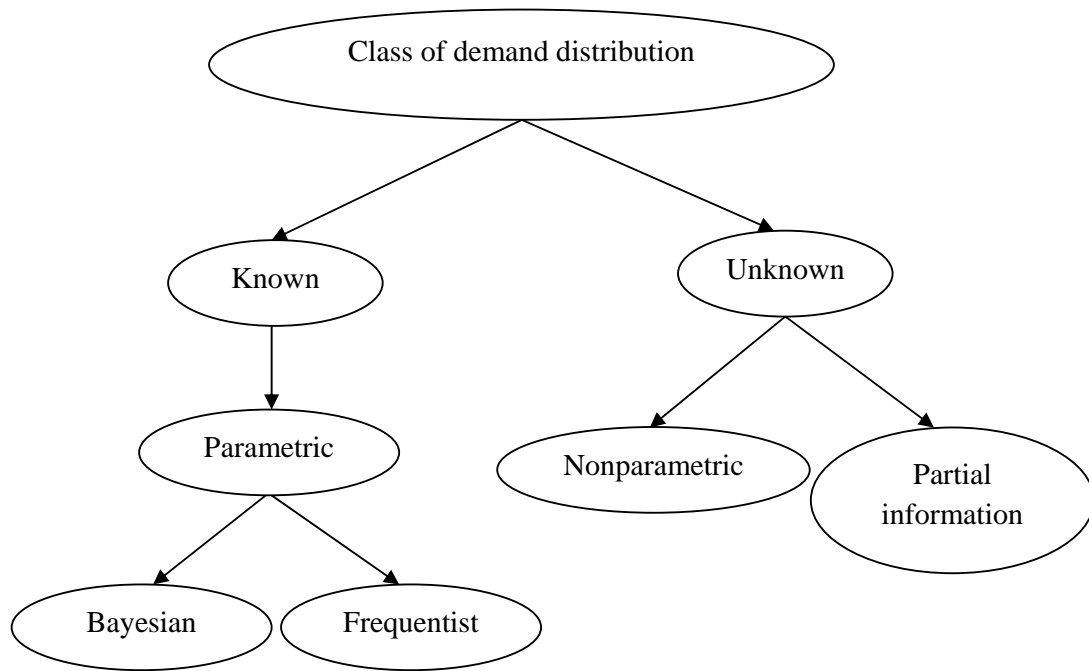 Class of demand distribution
Known
Unknown
Parametric
Nonparametric
Partial
information
Bayesian
Frequentist